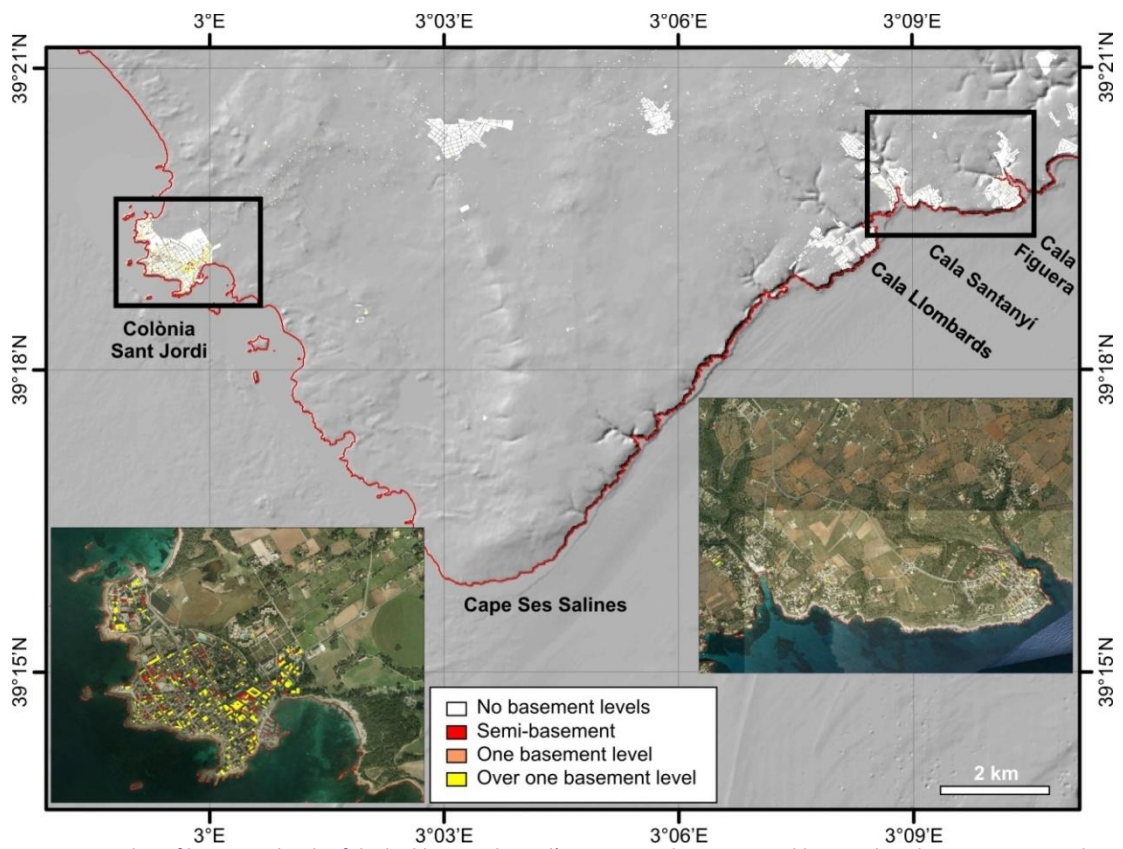 3°E 3°03'E 3°06'E 3°09'E
39°21'N 39°21'N
Cala
Figuera
Cala Santanyí
Cala Llombards
Colònia
Sant Jordi
39°18'N 39°18'N
Cape Ses Salines
39°15'N 39°15'N
No basement levels
Semi-basement
One basement level
Over one basement level
2 km
3°E 3°03'E 3°06'E 3°09'E